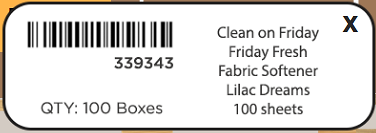 339343
QTY: 100 Boxes
X
Clean on Friday
Friday Fresh
Fabric Softener
Lilac Dreams
100 sheets